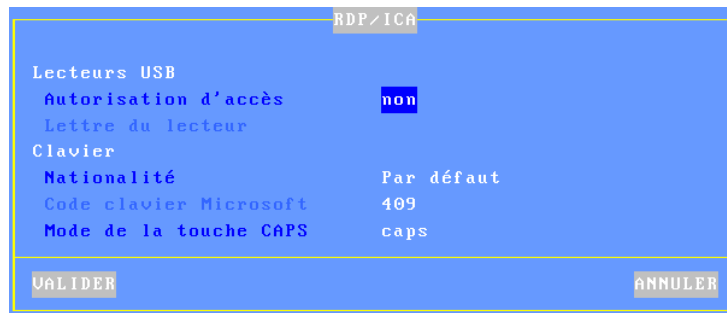 RDP/ICA
Lecteurs USB
Autorisation d'accès non
Lettre du lecteur
Clavier
Nationalité Par défaut
Code clavier Microsoft 409
Mode de la touche CAPS caps
VALIDER ANNULER